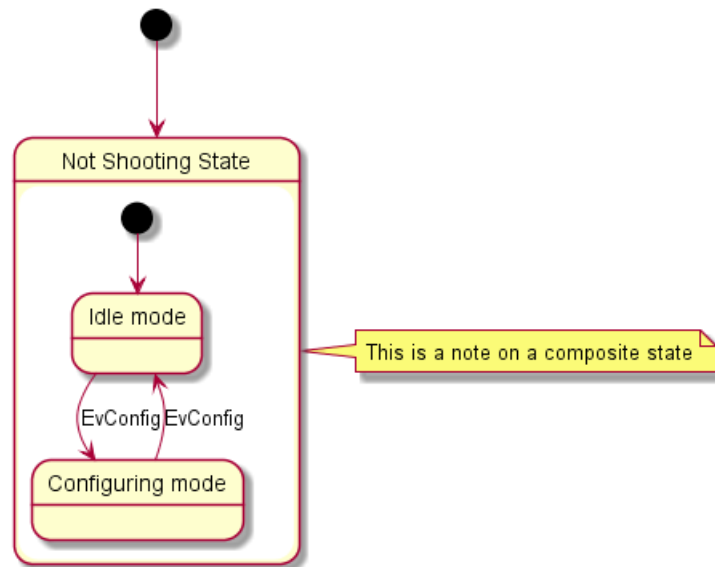 Not Shooting State
Idle mode
This is a note on a composite state
EvConfig EvConfig
Configuring mode